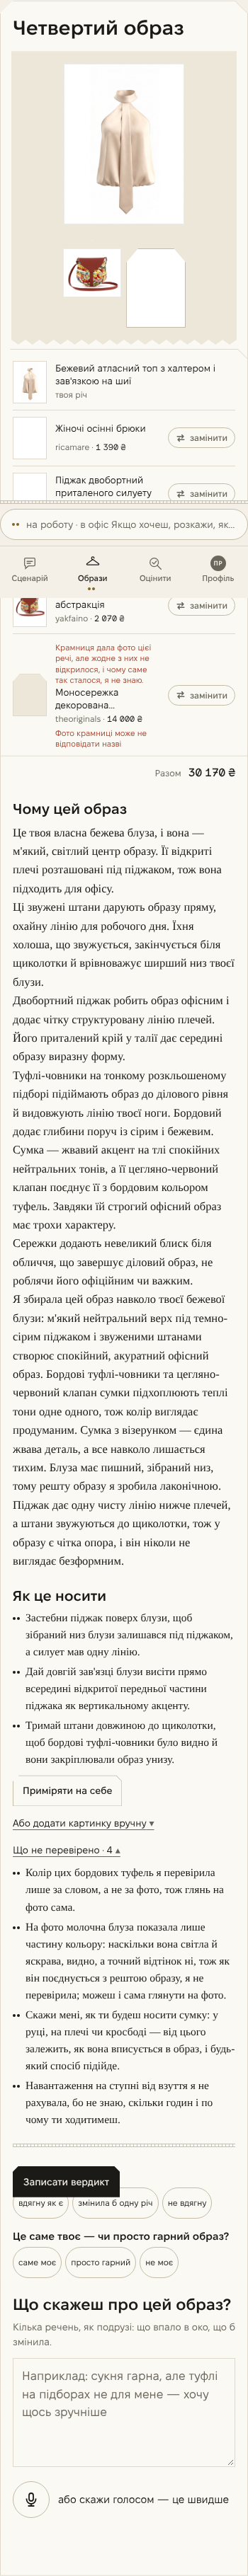 Четвертий образ
Бежевий атласний топ з халтером і
зав'язкою на шиї
твоя річ
Жіночі осінні брюки
ricamare · 1 390 ₴
замінити
Піджак двобортний
приталеного силуету
замінити
на роботу · в офіс Якщо хочеш, розкажи, як…
Сценарій
Образи
Оцінити
ПР
Профіль
абстракція
yakfaino · 2 070 ₴
замінити
Крамниця дала фото цієї
речі, але жодне з них не
відкрилося, і чому саме
так сталося, я не знаю.
Моносережка
декорована…
theoriginals · 14 000 ₴
Фото крамниці може не
відповідати назві
замінити
Разом 30 170 ₴
Чому цей образ
Це твоя власна бежева блуза, і вона —
м'який, світлий центр образу. Її відкриті
плечі розташовані під піджаком, тож вона
підходить для офісу.
Ці звужені штани дарують образу пряму,
охайну лінію для робочого дня. Їхня
холоша, що звужується, закінчується біля
щиколотки й врівноважує ширший низ твоєї
блузи.
Двобортний піджак робить образ офісним і
додає чітку структуровану лінію плечей.
Його приталений крій у талії дає середині
образу виразну форму.
Туфлі-човники на тонкому розкльошеному
підборі підіймають образ до ділового рівня
й видовжують лінію твоєї ноги. Бордовий
додає глибини поруч із сірим і бежевим.
Сумка — жвавий акцент на тлі спокійних
нейтральних тонів, а її цегляно-червоний
клапан поєднує її з бордовим кольором
туфель. Завдяки їй строгий офісний образ
має трохи характеру.
Сережки додають невеликий блиск біля
обличчя, що завершує діловий образ, не
роблячи його офіційним чи важким.
Я збирала цей образ навколо твоєї бежевої
блузи: м'який нейтральний верх під темно-
сірим піджаком і звуженими штанами
створює спокійний, акуратний офісний
образ. Бордові туфлі-човники та цегляно-
червоний клапан сумки підхоплюють теплі
тони одне одного, тож колір виглядає
продуманим. Сумка з візерунком — єдина
жвава деталь, а все навколо лишається
тихим. Блуза має пишний, зібраний низ,
тому решту образу я зробила лаконічною.
Піджак дає одну чисту лінію нижче плечей,
а штани звужуються до щиколотки, тож у
образу є чітка опора, і він ніколи не
виглядає безформним.
Як це носити
Застебни піджак поверх блузи, щоб
зібраний низ блузи залишався під піджаком,
а силует мав одну лінію.
Дай довгій зав'язці блузи висіти прямо
всередині відкритої передньої частини
піджака як вертикальному акценту.
Тримай штани довжиною до щиколотки,
щоб бордові туфлі-човники було видно й
вони закріплювали образ унизу.
Приміряти на себе
Або додати картинку вручну ▾
Що не перевірено · 4 ▴
Колір цих бордових туфель я перевірила
лише за словом, а не за фото, тож глянь на
фото сама.
На фото молочна блуза показала лише
частину кольору: наскільки вона світла й
яскрава, видно, а точний відтінок ні, тож як
він поєднується з рештою образу, я не
перевірила; можеш і сама глянути на фото.
Скажи мені, як ти будеш носити сумку: у
руці, на плечі чи кросбоді — від цього
залежить, як вона вписується в образ, і будь-
який спосіб підійде.
Навантаження на ступні від взуття я не
рахувала, бо не знаю, скільки годин і по
чому ти ходитимеш.
Записати вердикт
вдягну як є
змінила б одну річ
не вдягну
Це саме твоє — чи просто гарний образ?
саме моє
просто гарний
не моє
Що скажеш про цей образ?
Кілька речень, як подрузі: що впало в око, що б
змінила.
Наприклад: сукня гарна, але туфлі
на підборах не для мене — хочу
щось зручніше
або скажи голосом — це швидше